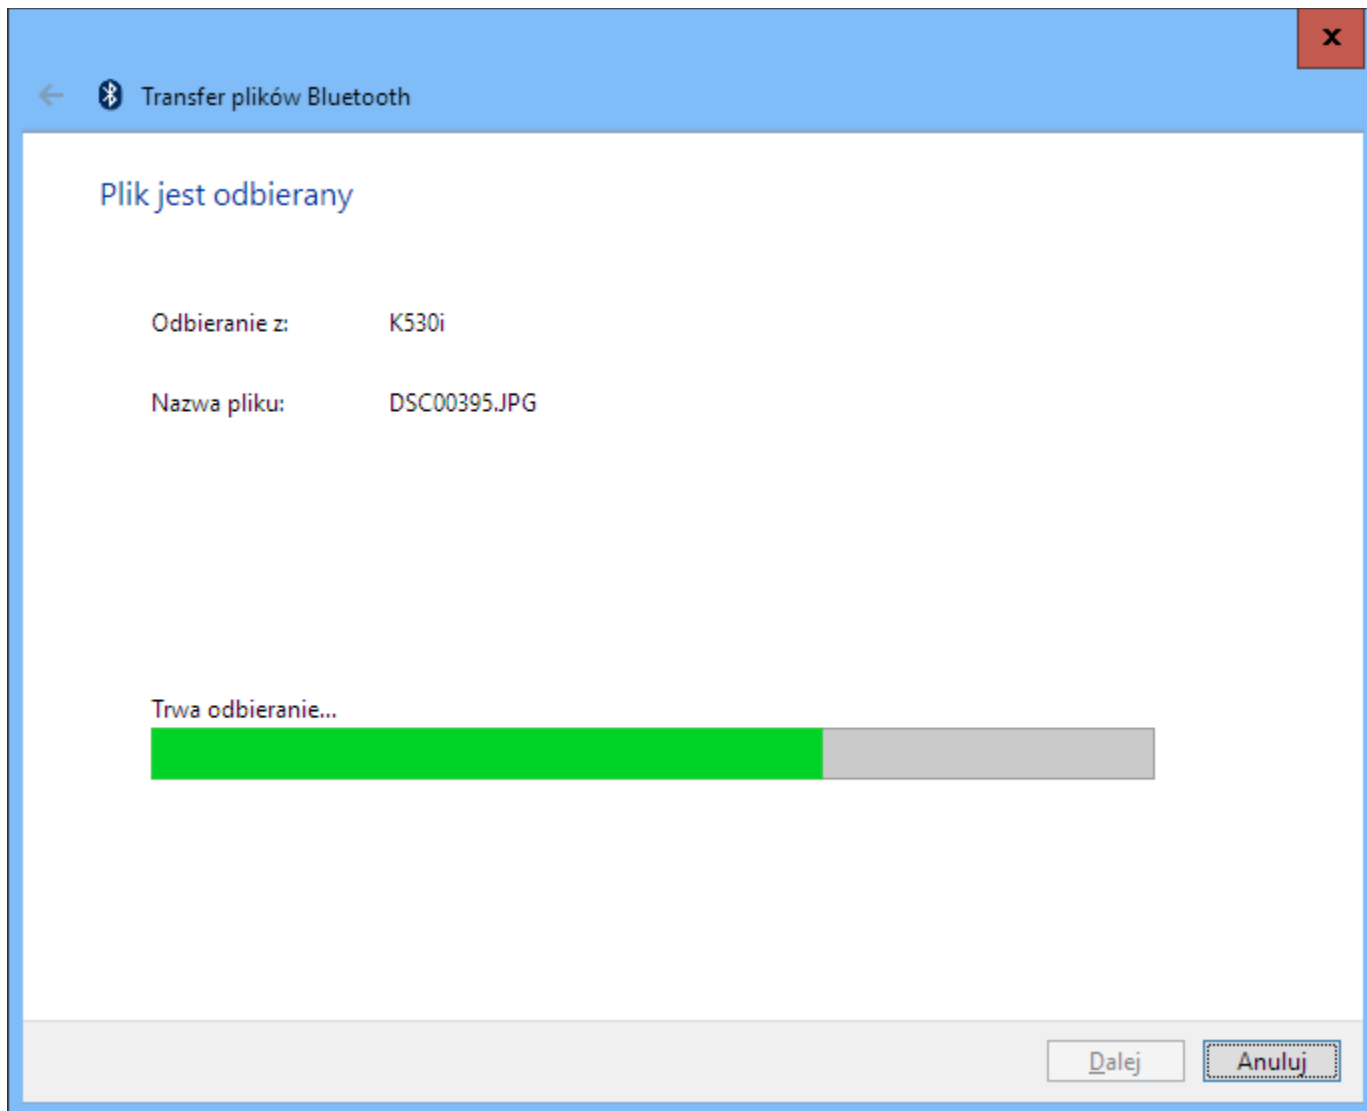 x
Transfer plików Bluetooth
Plik jest odbierany
Odbieranie z: K530i
Nazwa pliku: DSC00395.JPG
Trwa odbieranie...
Dalej Anuluj